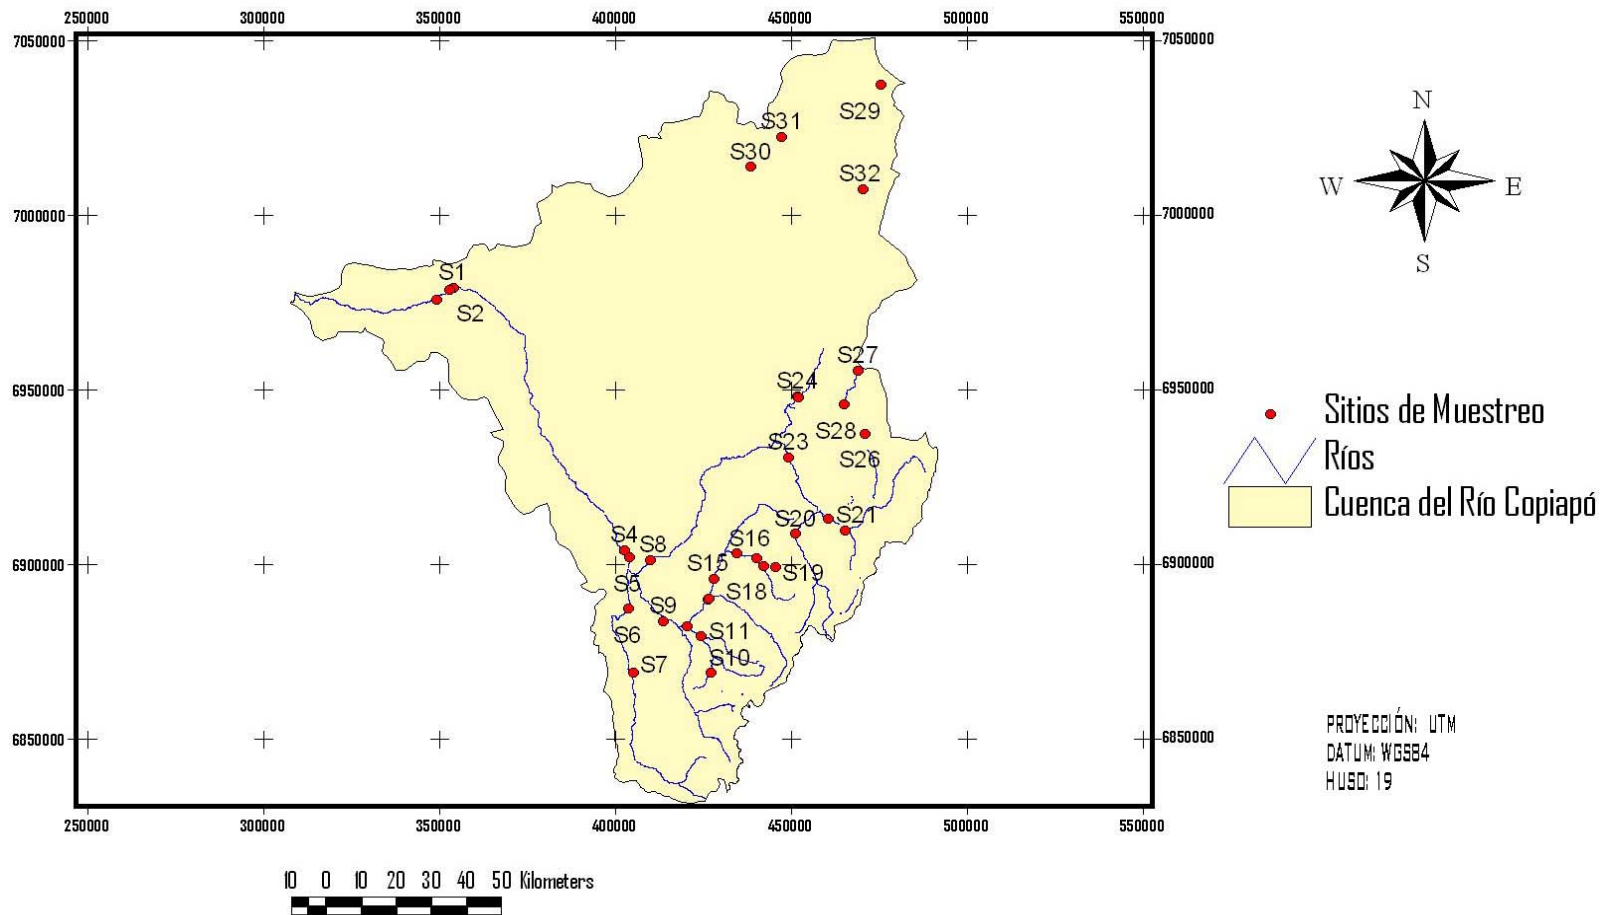 250000 300000 350000 400000 450000 500000 550000
7050000 7050000
S29
S31
S30
S32
7000000 7000000
S1
S2
S27
S24
6950000 6950000
S28
S23
S26
S20 S21
S4 S8 S16
6900000 6900000
S15 S19
S5 S18
S9
S6 S11
S7 S10
6850000 6850000
250000 300000 350000 400000 450000 500000 550000
10 0 10 20 30 40 50 Kilometers
N
W E
S
Sitios de Muestreo
Ríos
Cuenca del Río Copiapó
PROYECCIÓN: UTM
DATUM: WGS84
HUSO: 19